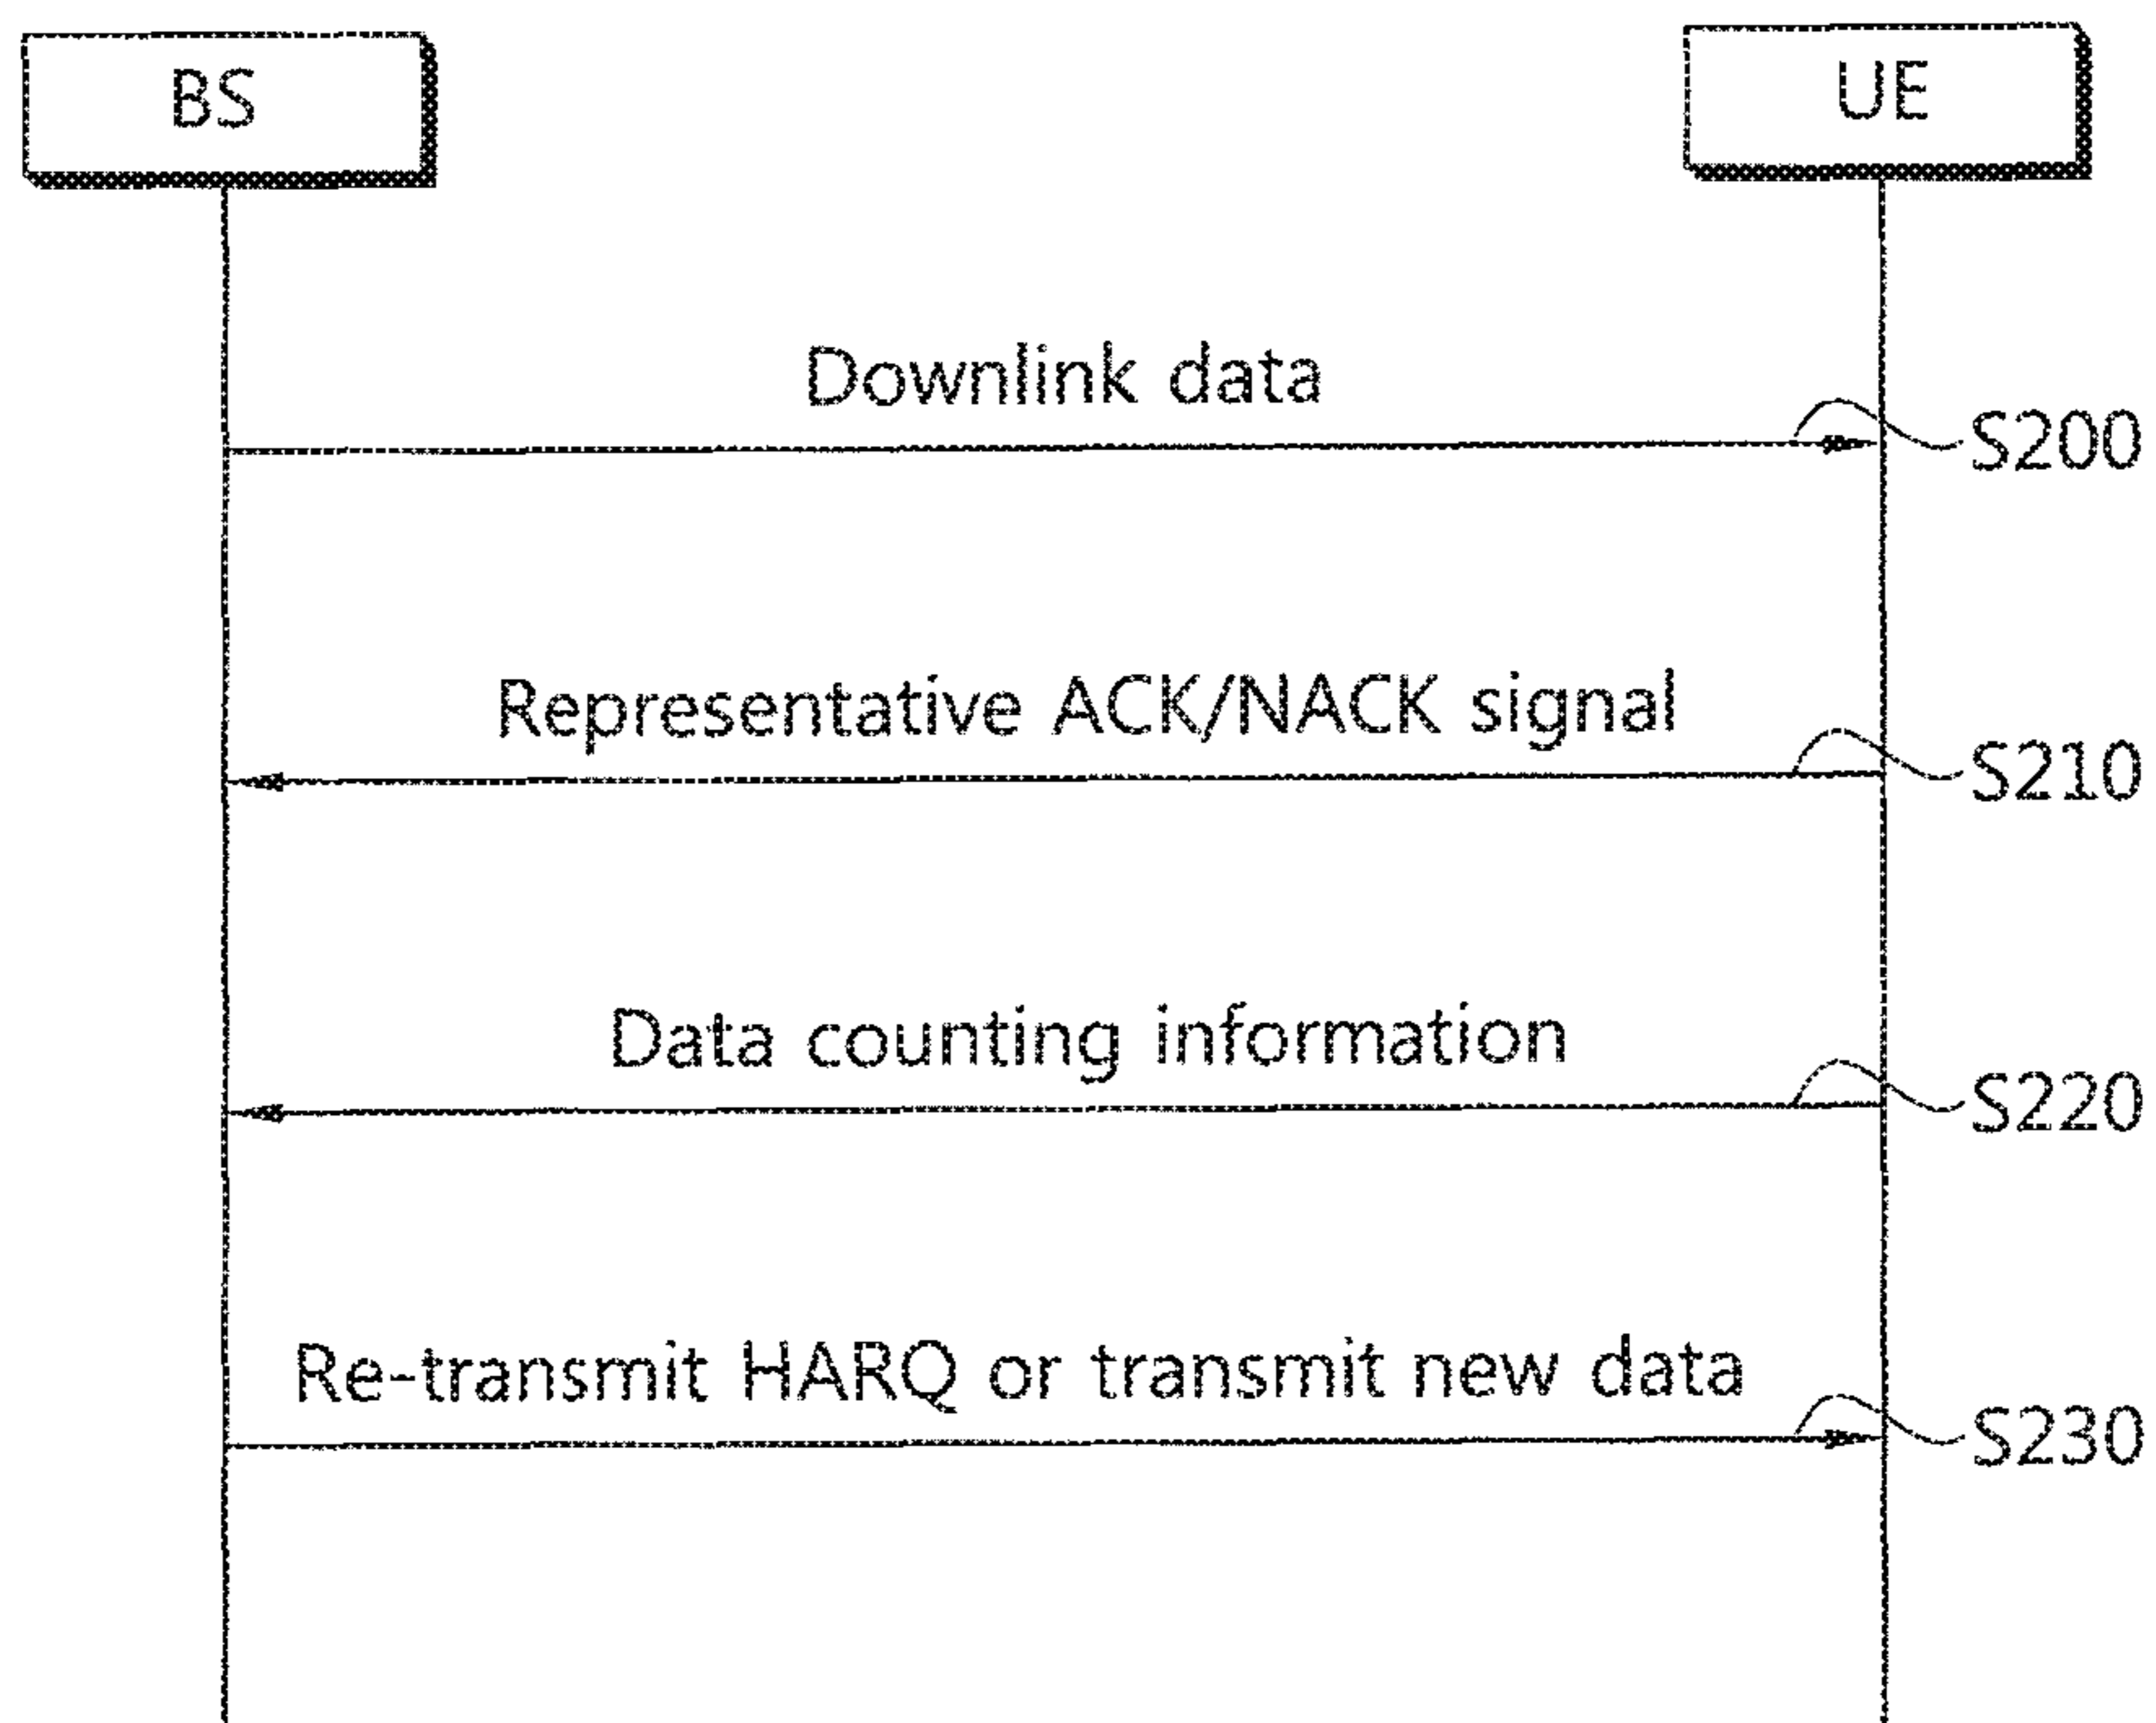 BS
UE
Downlink data
S200
Representative ACK/NACK signal
S210
Data counting information
S220
Re-transmit HARQ or transmit new data
S230